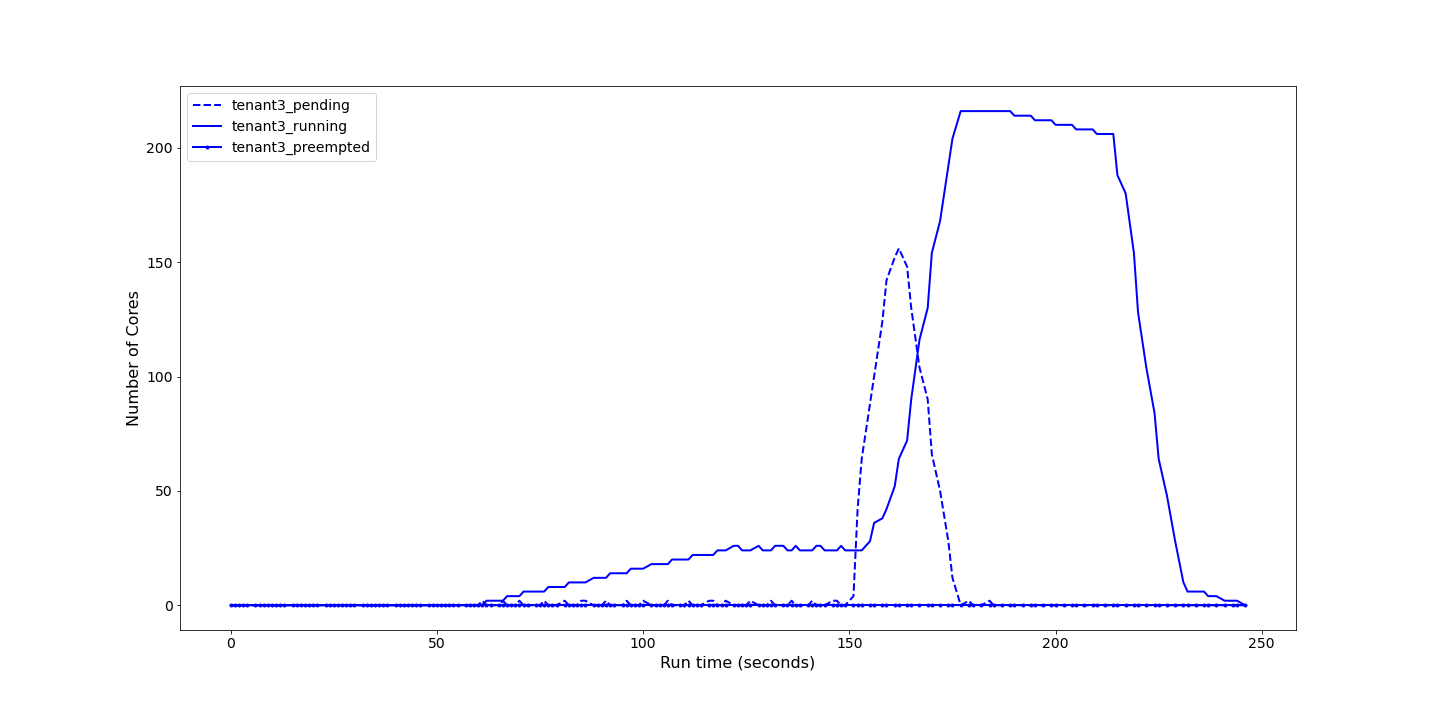 tenant3_pending
tenant3_running
tenant3_preempted
200
150
100
50
0
Number of Cores
0 50 100 150 200 250
Run time (seconds)